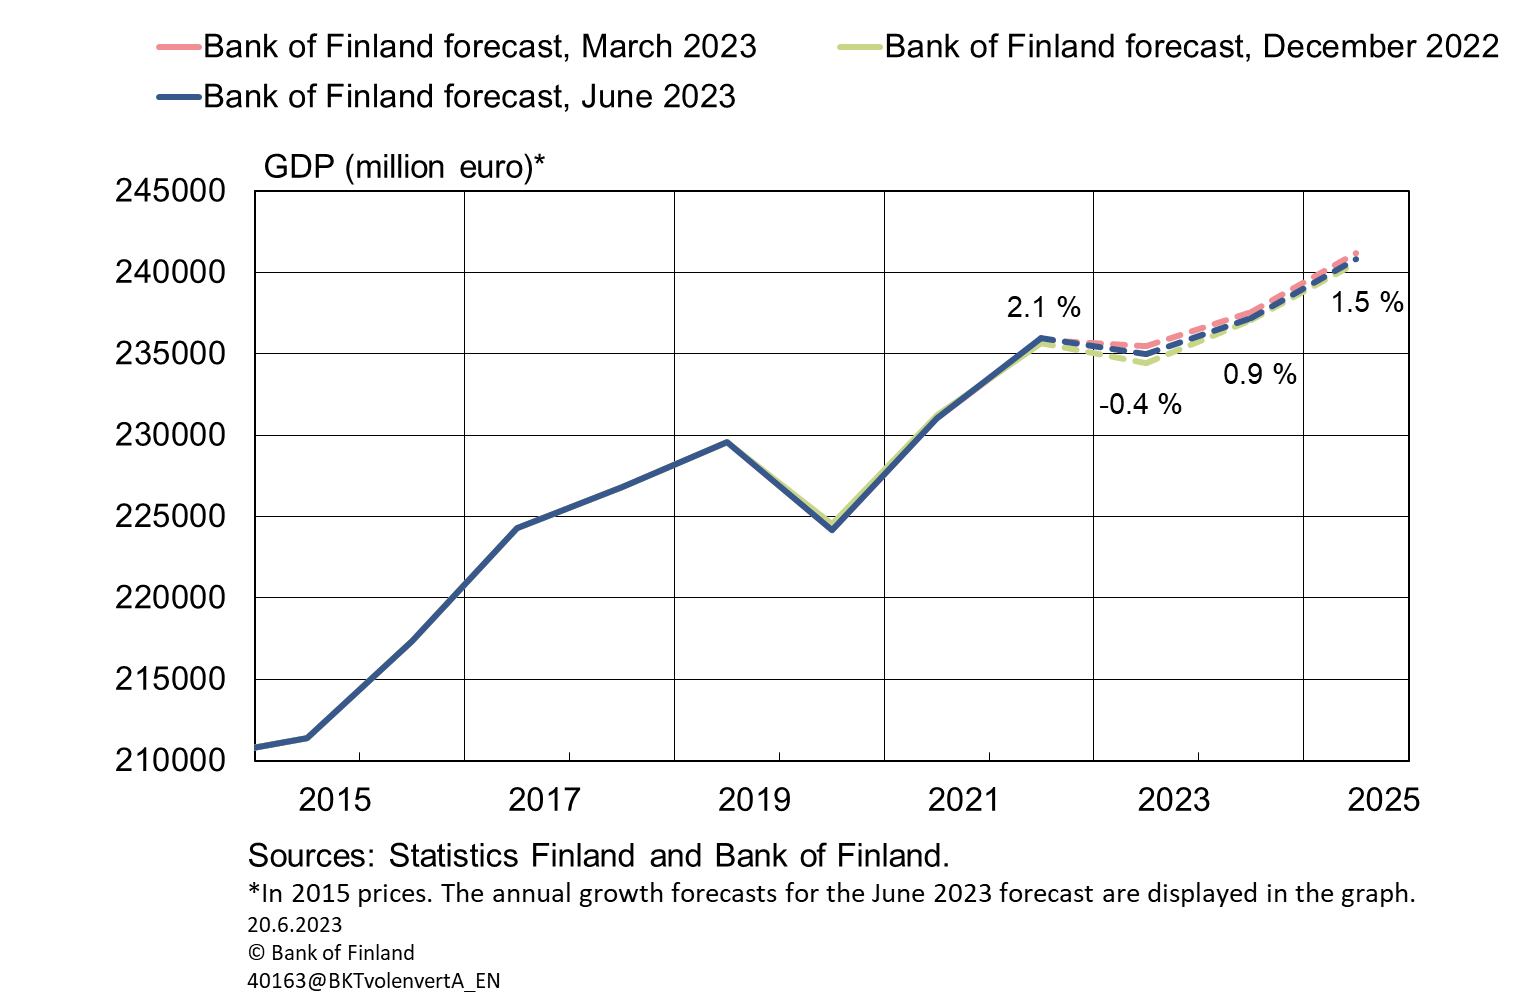 Bank of Finland forecast, March 2023
Bank of Finland forecast, December 2022
Bank of Finland forecast, June 2023
GDP (million euro)*
245000
240000
235000
230000
225000
220000
215000
210000
2.1 %
-0.4 %
0.9 %
1.5 %
2015
2017
2019
2021
2023
2025
Sources: Statistics Finland and Bank of Finland.
*In 2015 prices. The annual growth forecasts for the June 2023 forecast are displayed in the graph.
20.6.2023
© Bank of Finland
40163@BKTvolenvertA_EN